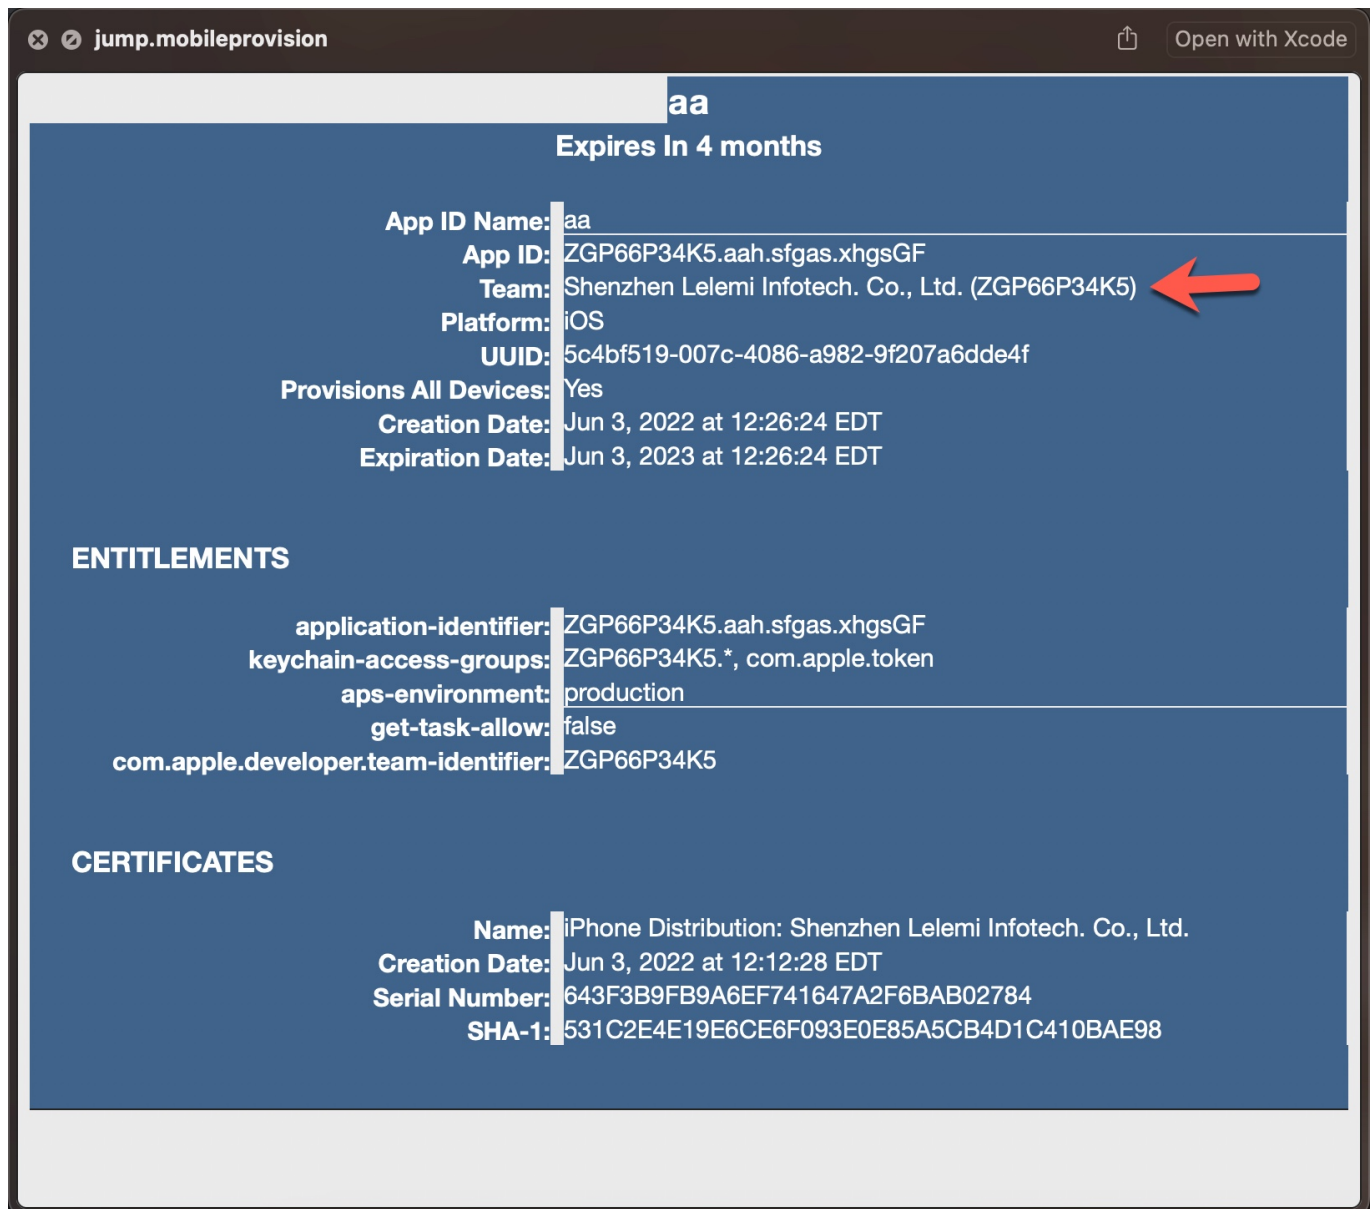 jump.mobileprovision
Open with Xcode
aa
Expires In 4 months
App ID Name: aa
App ID: ZGP66P34K5.aah.sfgas.xhgsGF
Team: Shenzhen Lelemi Infotech. Co., Ltd. (ZGP66P34K5)
Platform: iOS
UUID: 5c4bf519-007c-4086-a982-9f207a6dde4f
Provisions All Devices: Yes
Creation Date: Jun 3, 2022 at 12:26:24 EDT
Expiration Date: Jun 3, 2023 at 12:26:24 EDT
ENTITLEMENTS
application-identifier: ZGP66P34K5.aah.sfgas.xhgsGF
keychain-access-groups: ZGP66P34K5.*, com.apple.token
aps-environment: production
get-task-allow: false
com.apple.developer.team-identifier: ZGP66P34K5
CERTIFICATES
Name: iPhone Distribution: Shenzhen Lelemi Infotech. Co., Ltd.
Creation Date: Jun 3, 2022 at 12:12:28 EDT
Serial Number: 643F3B9FB9A6EF741647A2F6BAB02784
SHA-1: 531C2E4E19E6CE6F093E0E85A5CB4D1C410BAE98